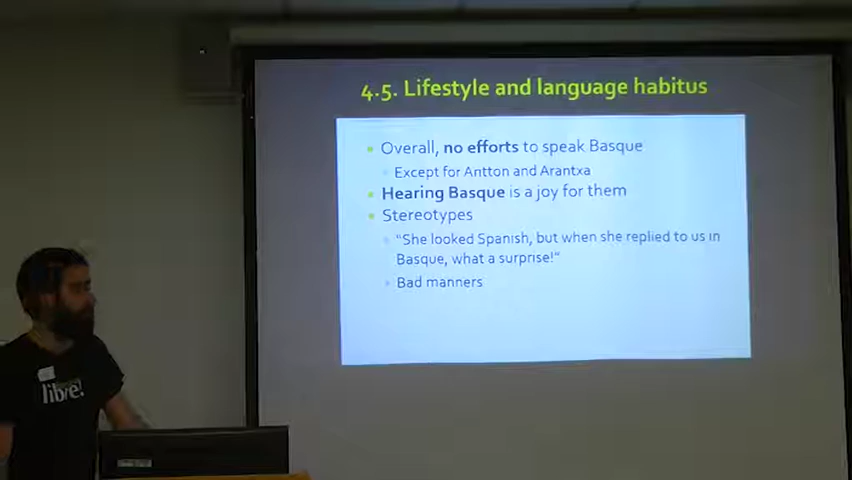 4.5. Lifestyle and language habitus
Overall, no efforts to speak Basque
Except for Antton and Arantxa
Hearing Basque is a joy for them
Stereotypes
"She looked Spanish, but when she replied to us in
Basque, what a surprise!"
Bad manners